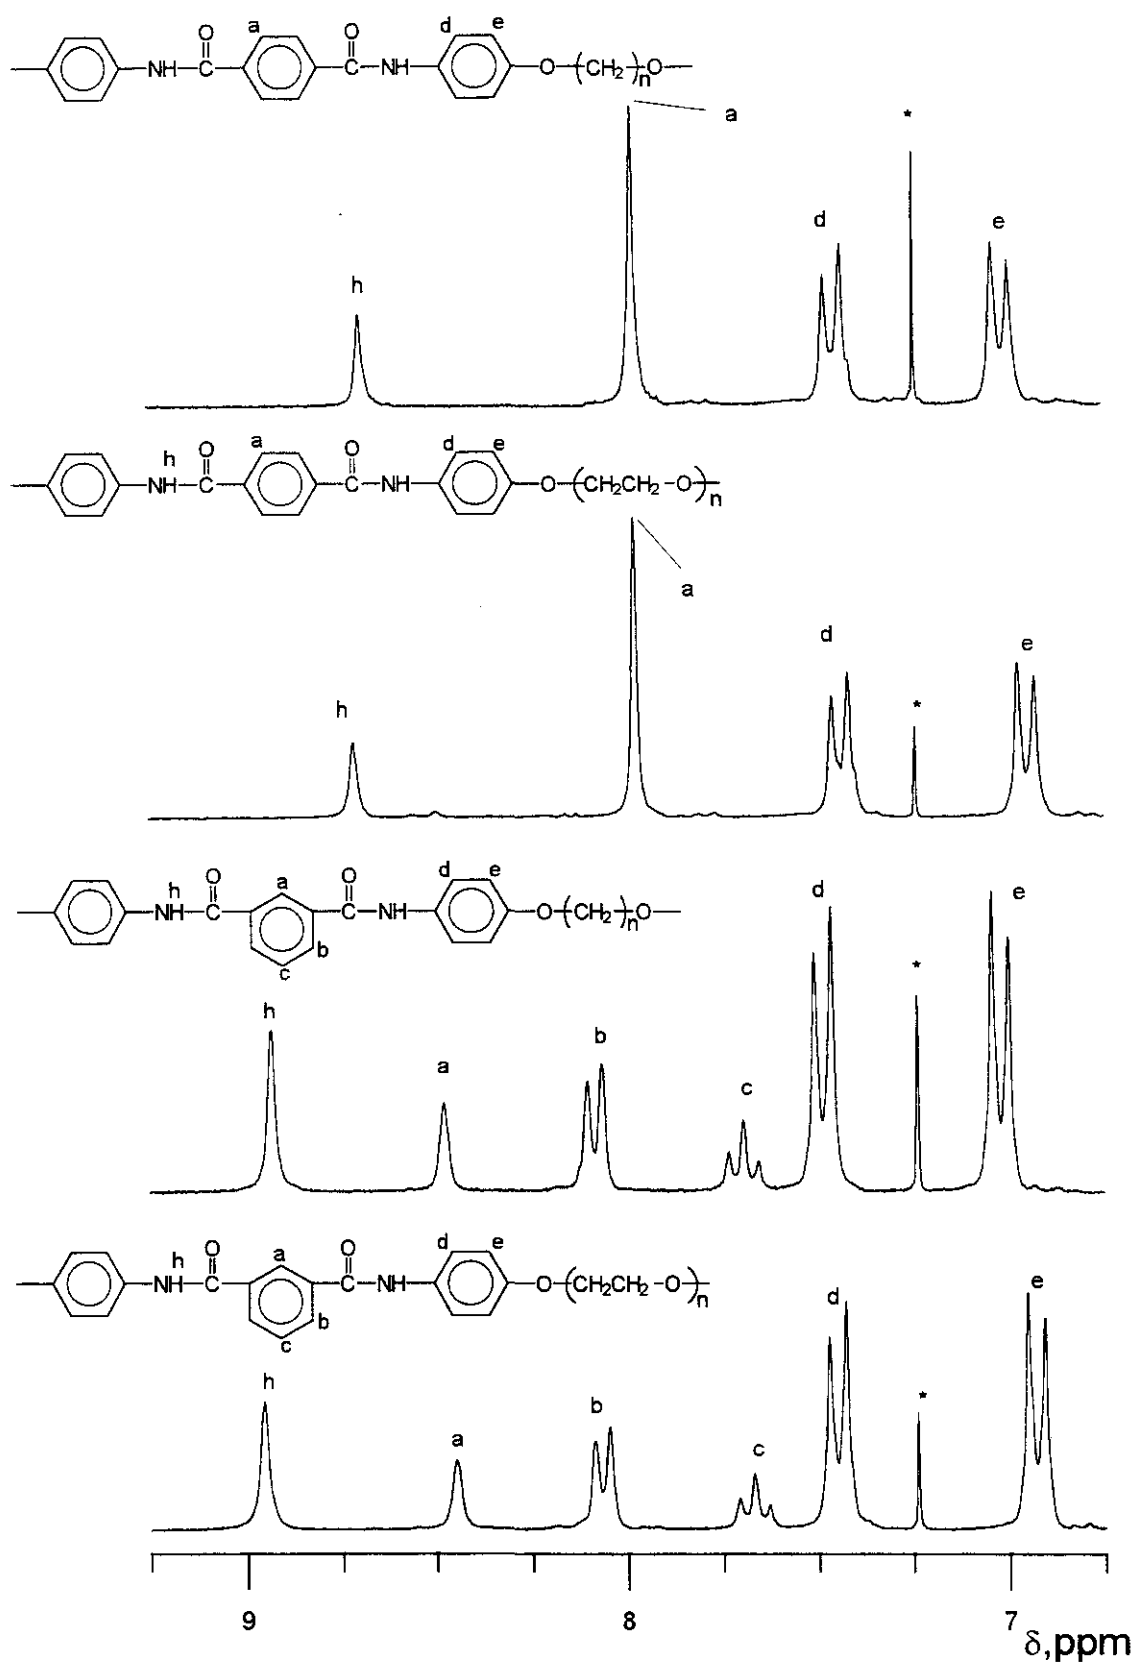 a d e
O O
NH C C NH O (CH₂)n O
a *
d e
h
a d e
h O O
NH C C NH O (CH₂CH₂ -O)n
a
d e
h *
O a O d e
h
NH C C NH O (CH₂)n O
b
c
d e
*
h b
a c
O a O d e
h
NH C C NH O (CH₂CH₂ -O)n
b
c
d e
h b *
a c
9 8 7
δ,ppm